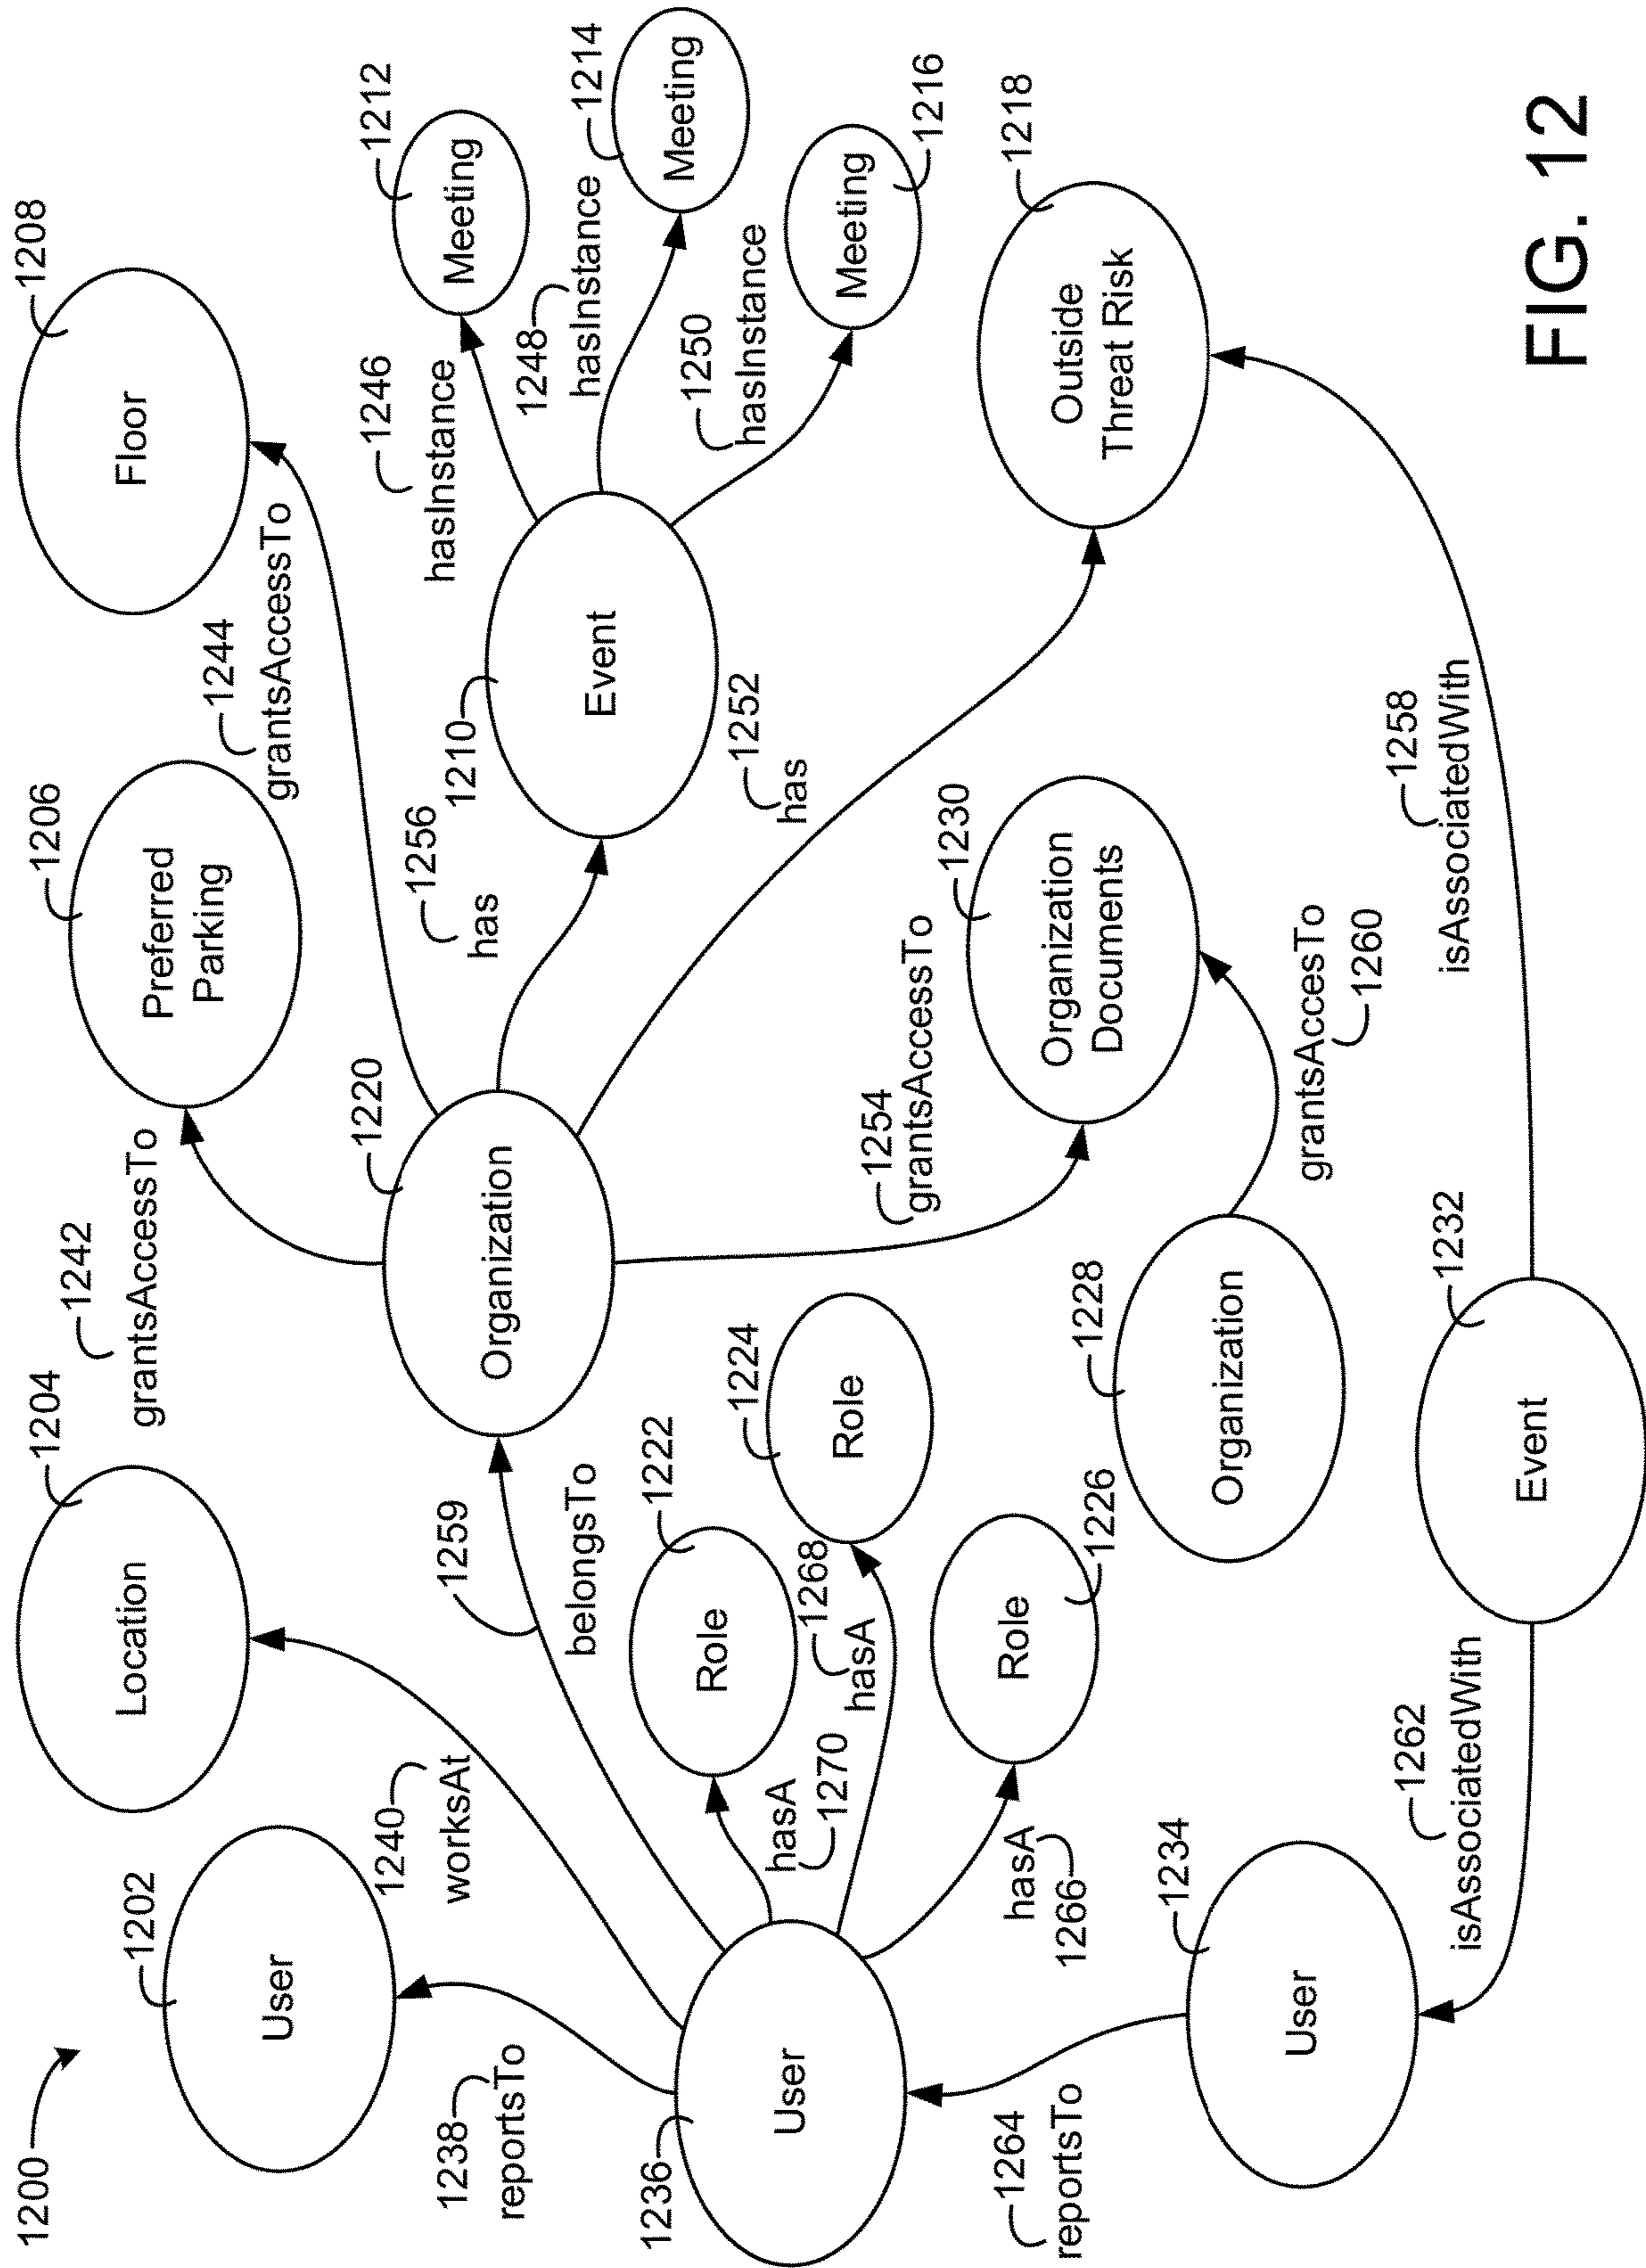 1200
1202
User
1204
Location
1206
Preferred
Parking
1208
Floor
1238
reportsTo
1240
worksAt
1242
grantsAccessTo
1244
grantsAccessTo
1259
belongsTo
1220
Organization
1256
has
1210
Event
1246
hasInstance
1248
hasInstance
1250
hasInstance
1212
Meeting
1214
Meeting
1216
Meeting
1252
has
1236
User
hasA
1270
1222
Role
1268
hasA
1224
Role
hasA
1266
1226
Role
1254
grantsAccessTo
1230
Organization
Documents
1218
Outside
Threat Risk
1264
reportsTo
1234
User
1228
Organization
grantsAccesTo
1260
1262
isAssociatedWith
1232
Event
1258
isAssociatedWith
FIG. 12